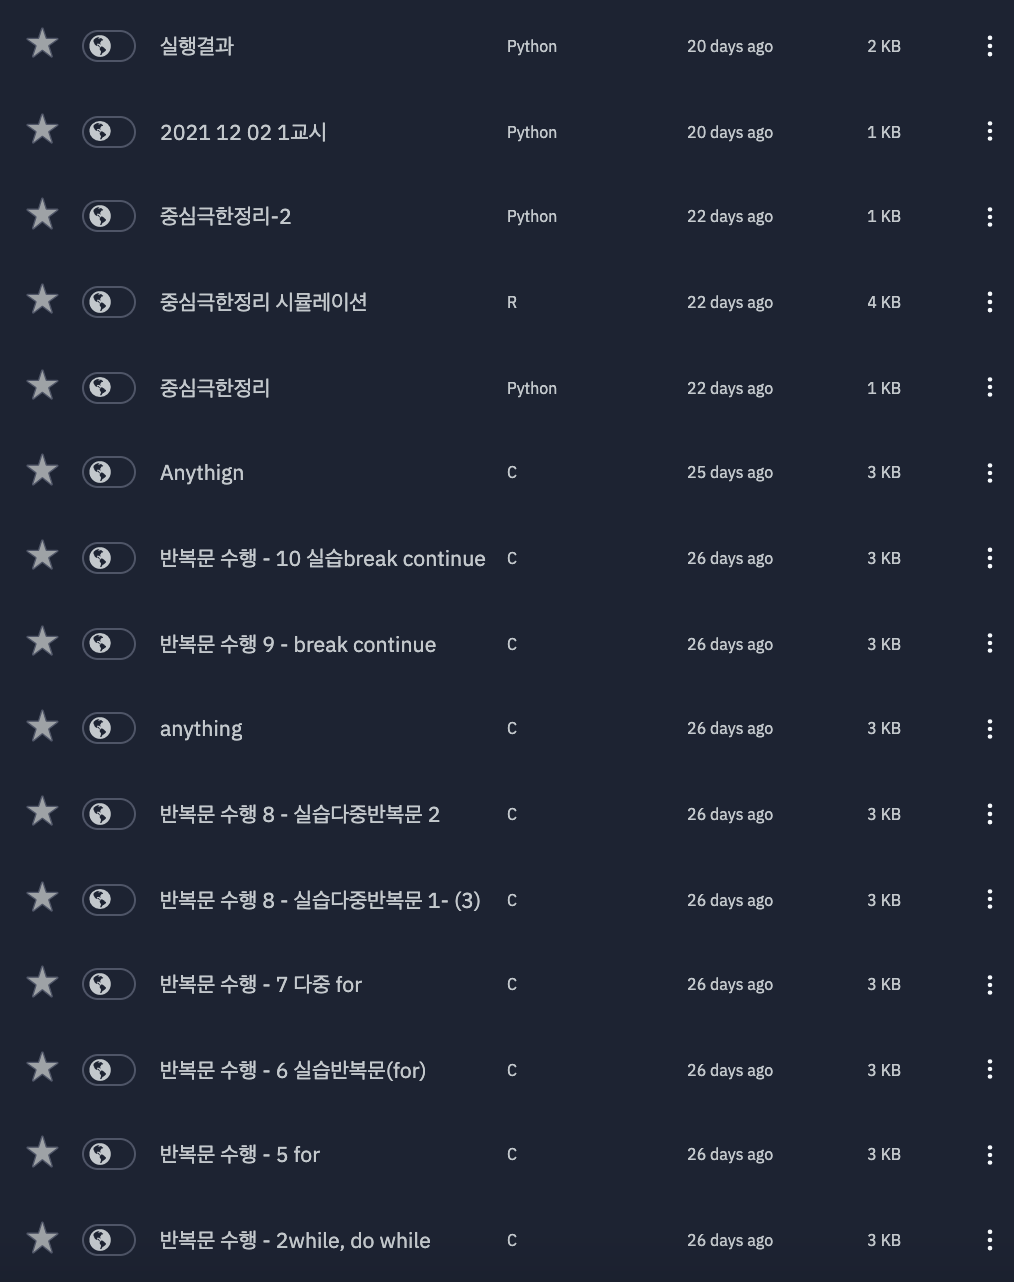 실행결과 Python 20 days ago 2 KB
2021 12 02 1교시 Python 20 days ago 1 KB
중심극한정리-2 Python 22 days ago 1 KB
중심극한정리 시뮬레이션 R 22 days ago 4 KB
중심극한정리 Python 22 days ago 1 KB
Anythign C 25 days ago 3 KB
반복문 수행 - 10 실습break continue C 26 days ago 3 KB
반복문 수행 9 - break continue C 26 days ago 3 KB
anything C 26 days ago 3 KB
반복문 수행 8 - 실습다중반복문 2 C 26 days ago 3 KB
반복문 수행 8 - 실습다중반복문 1- (3) C 26 days ago 3 KB
반복문 수행 - 7 다중 for C 26 days ago 3 KB
반복문 수행 - 6 실습반복문(for) C 26 days ago 3 KB
반복문 수행 - 5 for C 26 days ago 3 KB
반복문 수행 - 2while, do while C 26 days ago 3 KB